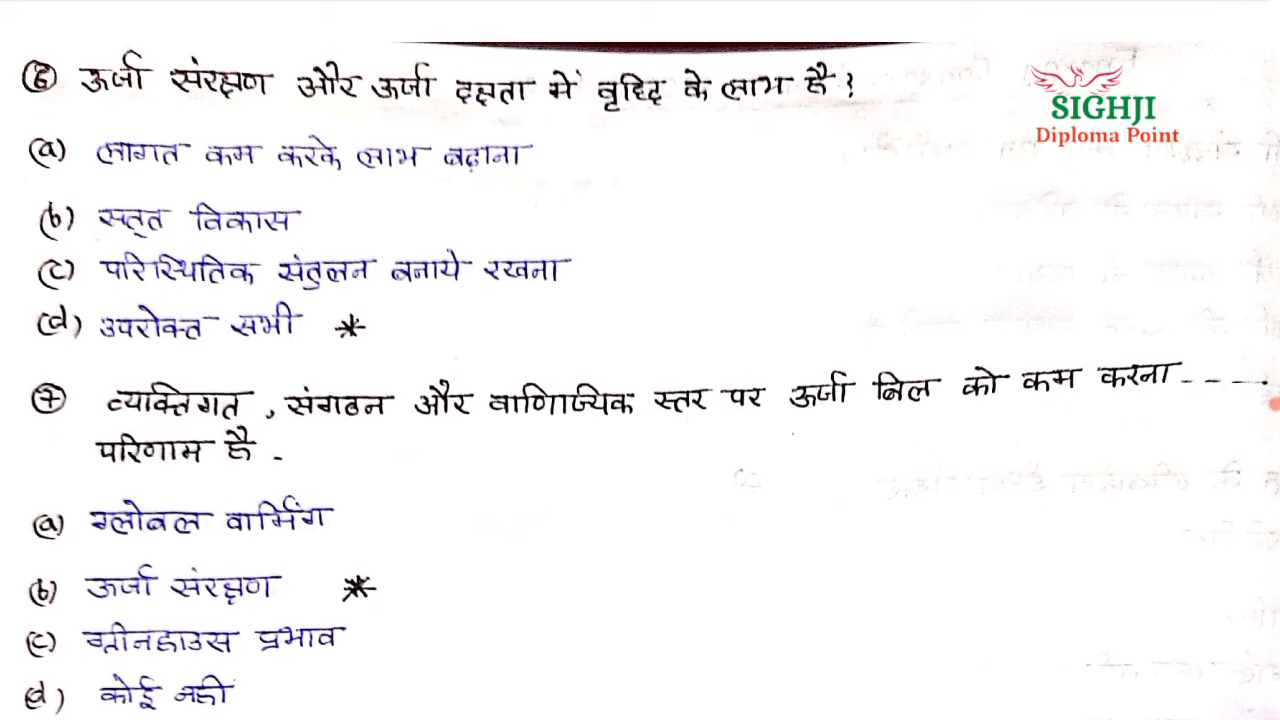 ⑥ ऊर्जा संरक्षण और ऊर्जा दक्षता में वृद्धि के लाभ है?
SIGHJI
Diploma Point
(a) लागत कम करके लाभ बढ़ाना
(b) सतत् विकास
(c) परिस्थितिक संतुलन बनाये रखना
(d) उपरोक्त सभी *
⑦ व्यक्तिगत, संगठन और वाणिज्यिक स्तर पर ऊर्जा बिल को कम करना ----
परिणाम है.
(a) ग्लोबल वार्मिंग
(b) ऊर्जा संरक्षण *
(c) ग्रीनहाउस प्रभाव
(d) कोई नहीं